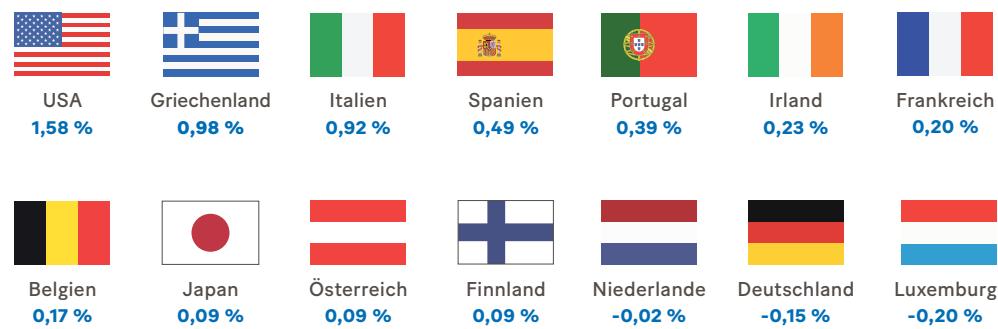 USA Griechenland Italien Spanien Portugal Irland Frankreich
1,58 % 0,98 % 0,92 % 0,49 % 0,39 % 0,23 % 0,20 %
Belgien Japan Österreich Finnland Niederlande Deutschland Luxemburg
0,17 % 0,09 % 0,09 % 0,09 % -0,02 % -0,15 % -0,20 %